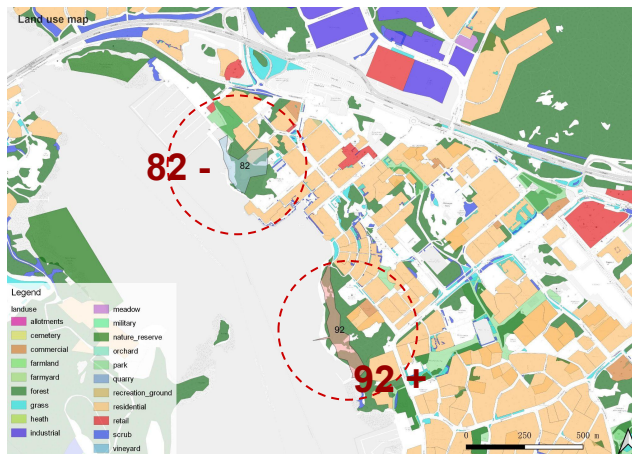 Land use map
82
82 -
92
92 +
Legend
landuse
allotments
cemetery
commercial
farmland
farmyard
forest
grass
heath
industrial
meadow
military
nature_reserve
orchard
park
quarry
recreation_ground
residential
retail
scrub
vineyard
0 250 500 m